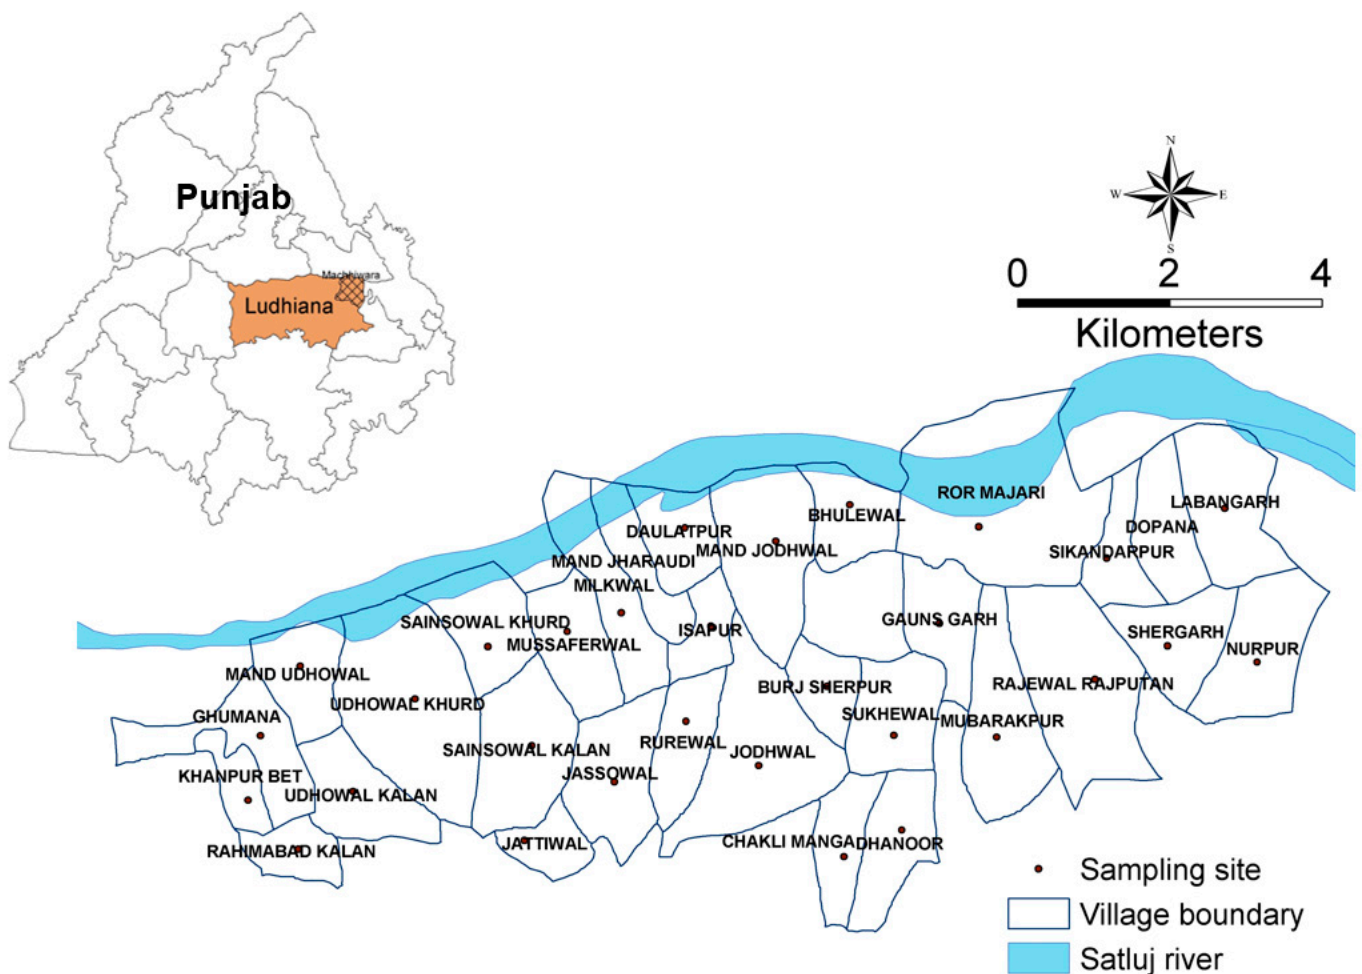 Punjab
Machhiwara
Ludhiana
N
W
E
S
0 2 4
Kilometers
ROR MAJARI
LABANGARH
BHULEWAL
DOPANA
DAULATPUR
MAND JODHWAL
SIKANDARPUR
MAND JHARAUDI
MILKWAL
SAINSOWAL KHURD
GAUNS GARH
ISAPUR
SHERGARH
MUSSAFERWAL
NURPUR
MAND UDHOWAL
RAJEWAL RAJPUTAN
BURJ SHERPUR
UDHOWAL KHURD
GHUMANA
SUKHEWAL
MUBARAKPUR
RUREWAL
SAINSOWAL KALAN
JODHWAL
JASSOWAL
KHANPUR BET
UDHOWAL KALAN
CHAKLI MANGA
DHANOOR
JATTIWAL
RAHIMABAD KALAN
Sampling site
Village boundary
Satluj river